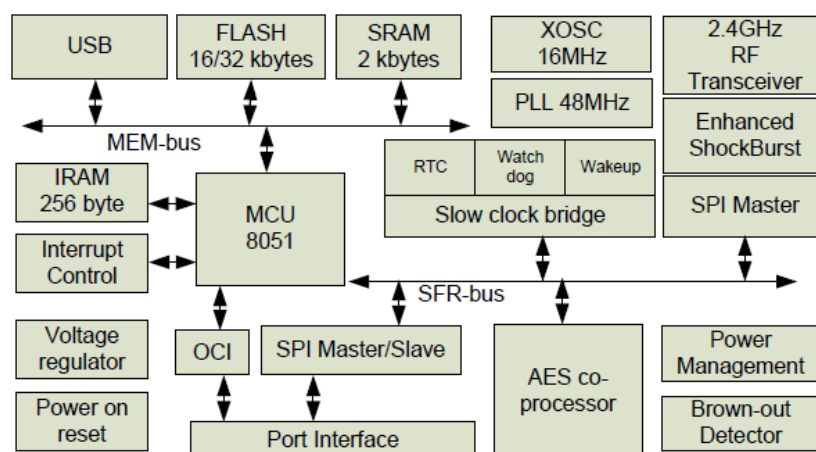 USB
FLASH
16/32 kbytes
SRAM
2 kbytes
XOSC
16MHz
2.4GHz
RF
Transceiver
PLL 48MHz
MEM-bus
Enhanced
ShockBurst
IRAM
256 byte
MCU
8051
RTC
Watch
dog
Wakeup
Slow clock bridge
SPI Master
Interrupt
Control
SFR-bus
Voltage
regulator
OCI
SPI Master/Slave
AES co-
processor
Power
Management
Power on
reset
Port Interface
Brown-out
Detector